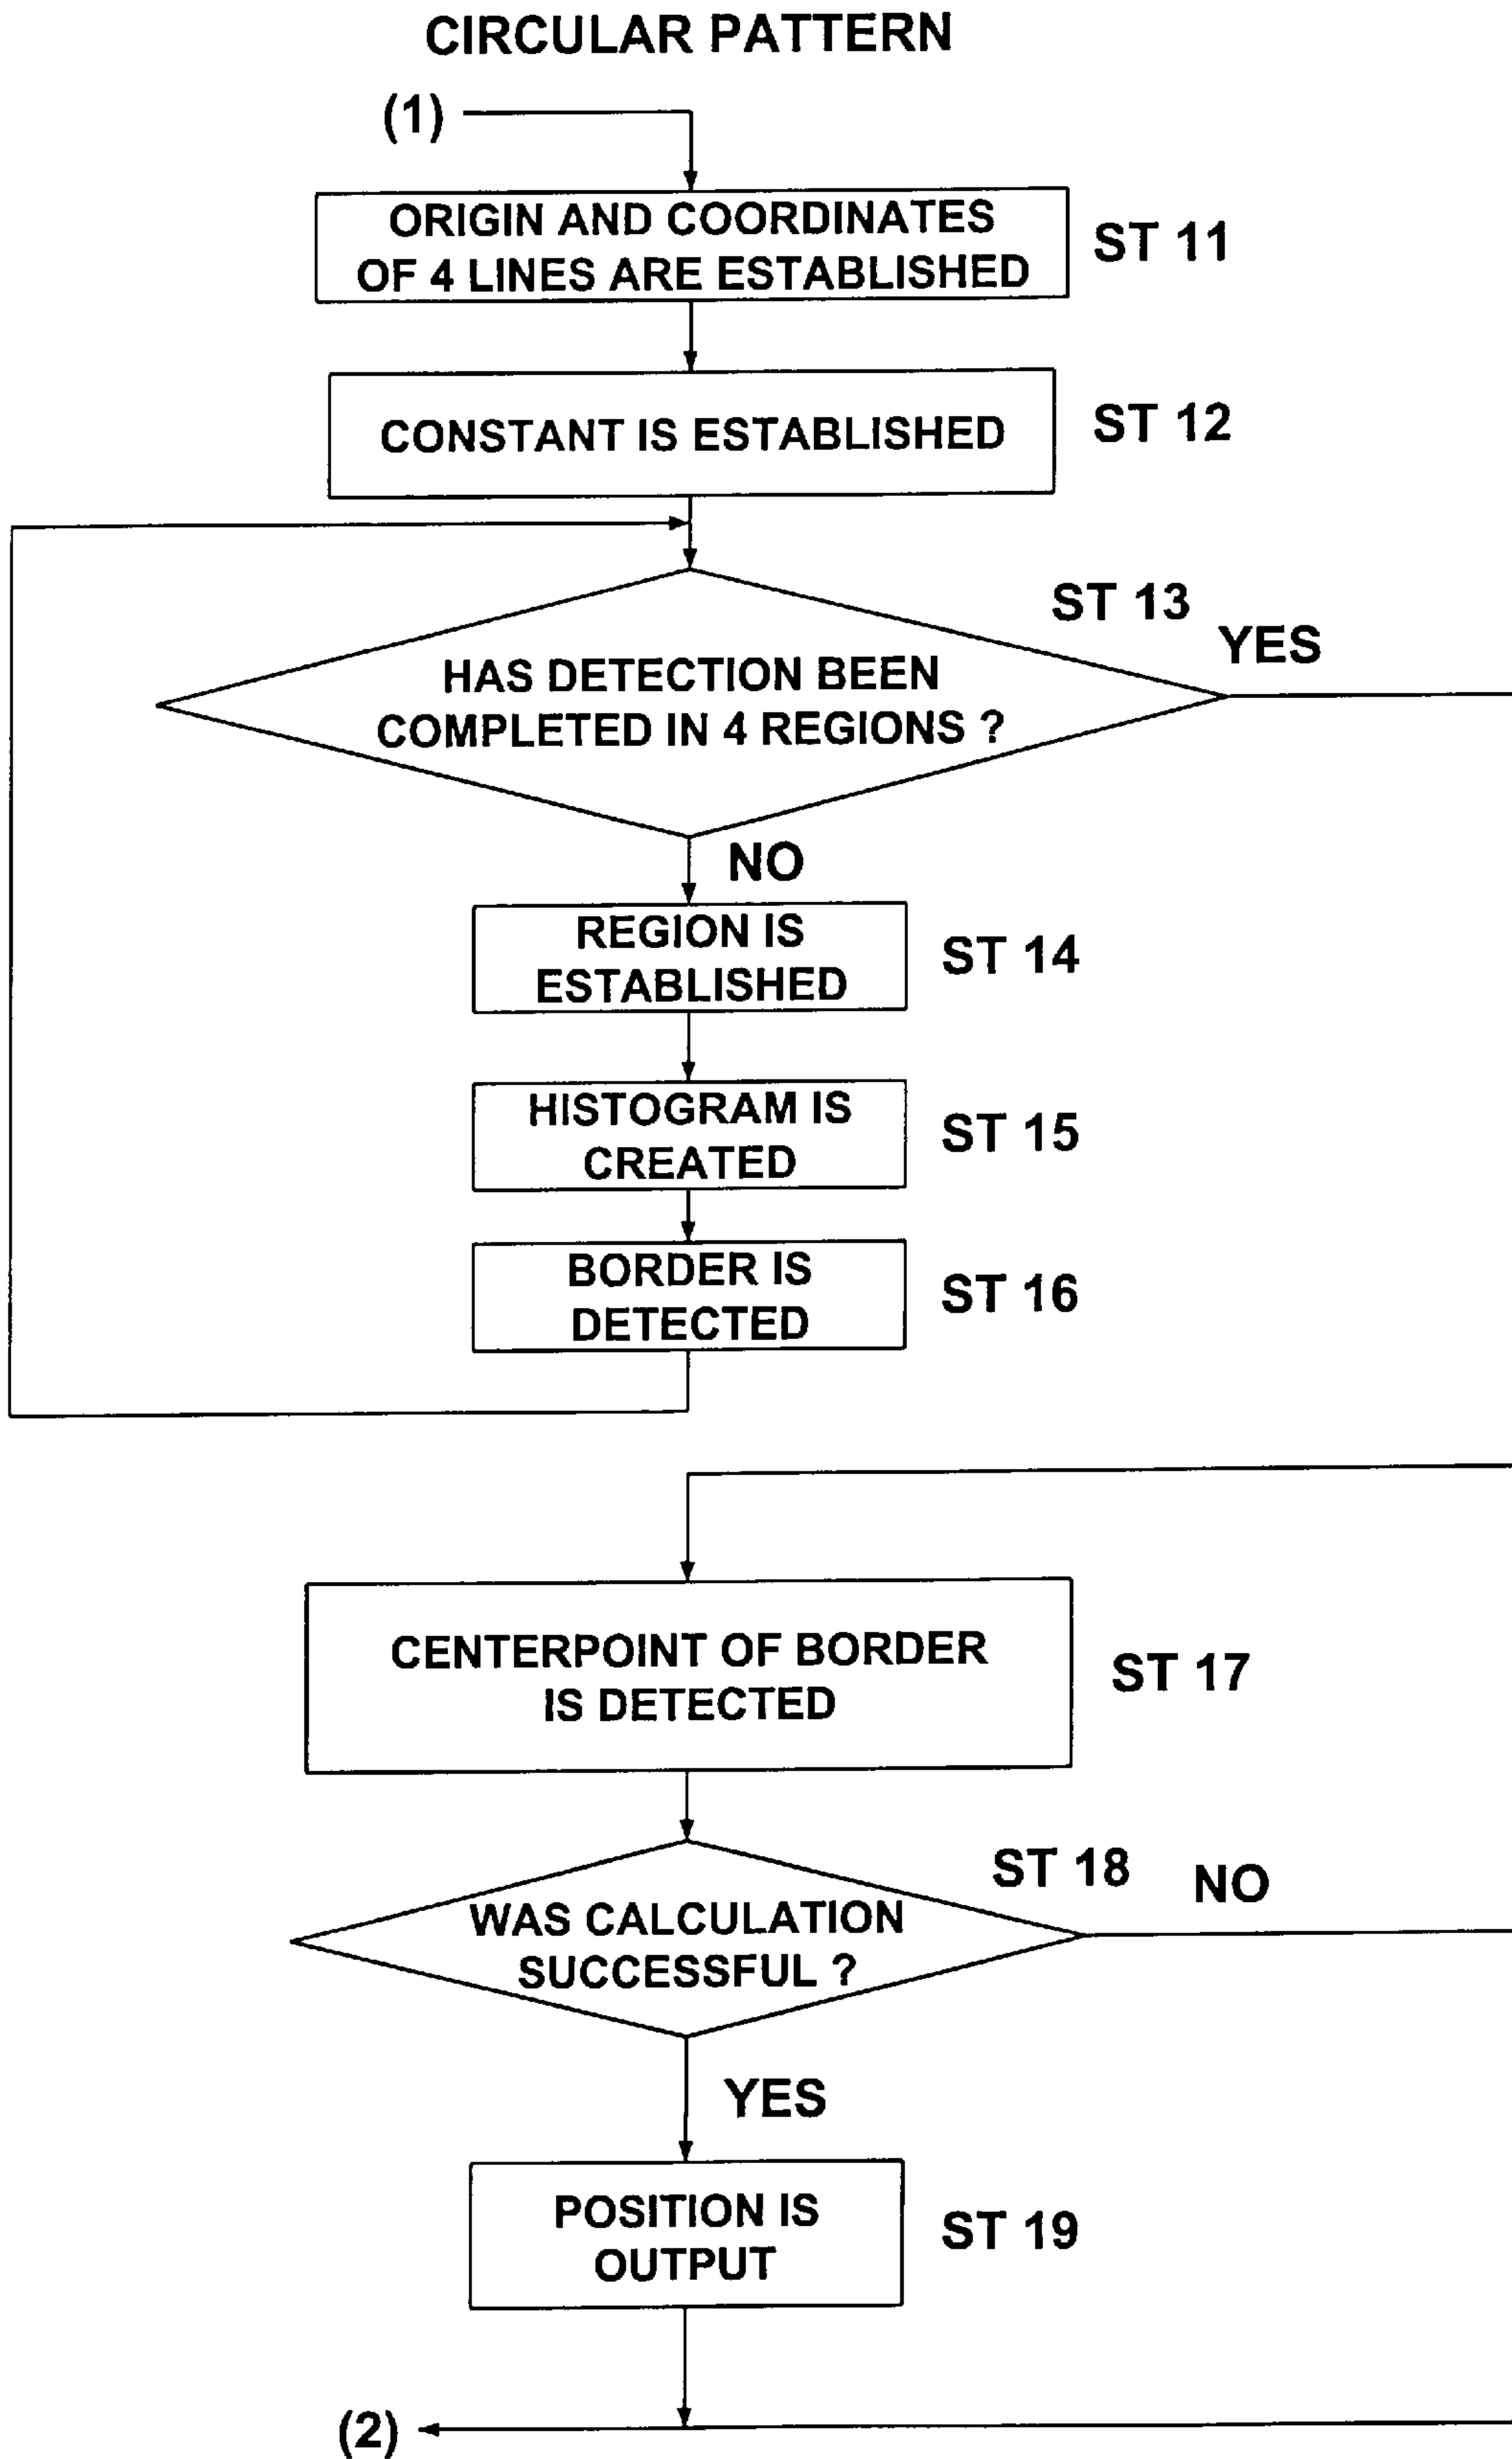 CIRCULAR PATTERN
(1)
ORIGIN AND COORDINATES
OF 4 LINES ARE ESTABLISHED
ST 11
CONSTANT IS ESTABLISHED
ST 12
ST 13
YES
HAS DETECTION BEEN
COMPLETED IN 4 REGIONS ?
NO
REGION IS
ESTABLISHED
ST 14
HISTOGRAM IS
CREATED
ST 15
BORDER IS
DETECTED
ST 16
CENTERPOINT OF BORDER
IS DETECTED
ST 17
ST 18
NO
WAS CALCULATION
SUCCESSFUL ?
YES
POSITION IS
OUTPUT
ST 19
(2)